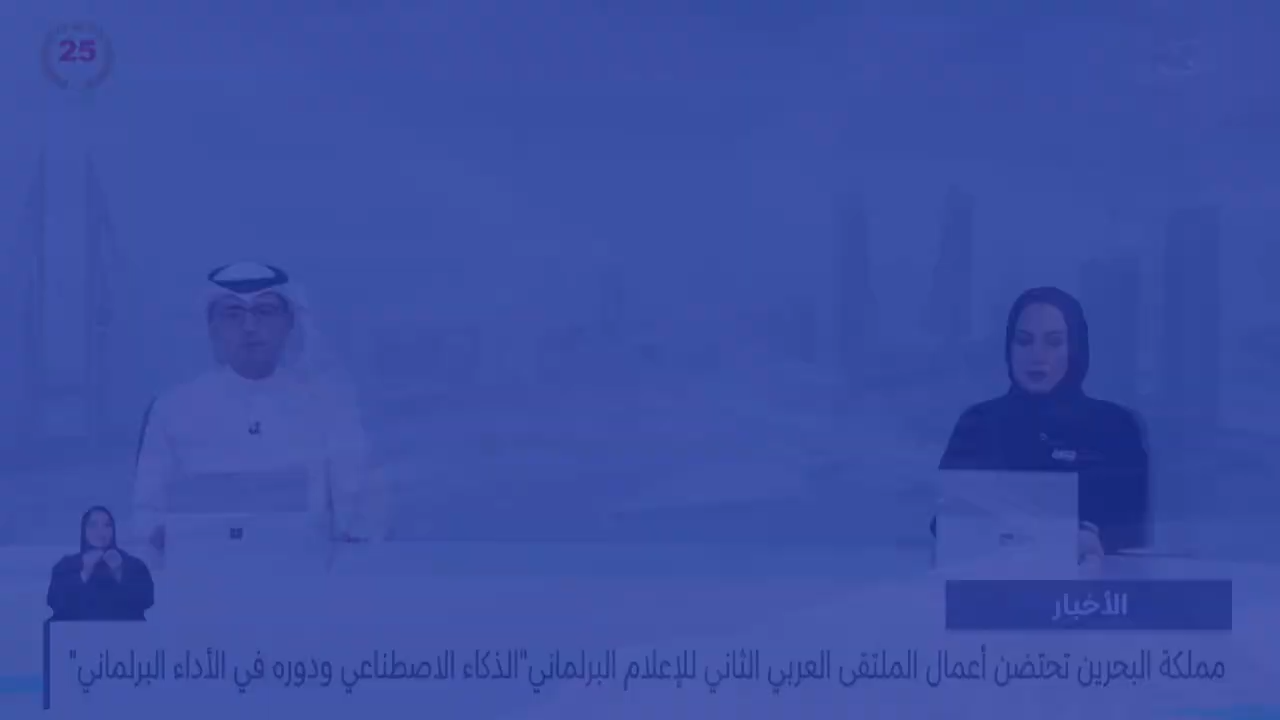 25
الأخبار
مملكة البحرين تحتضن أعمال الملتقى العربي الثاني للإعلام البرلماني"الذكاء الاصطناعي ودوره في الأداء البرلماني"